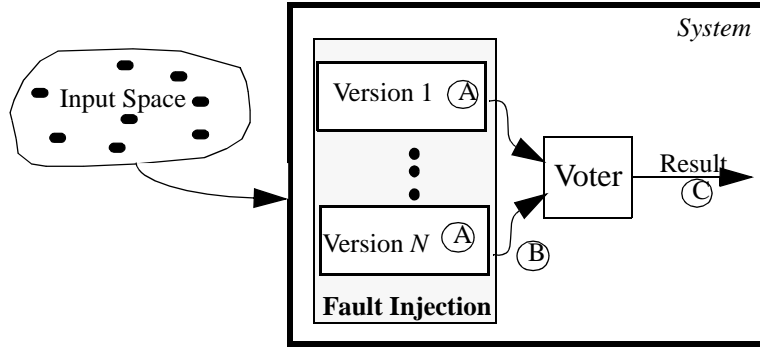 System
Input Space
Version 1 A
Version N A
Fault Injection
B
Voter
Result
C